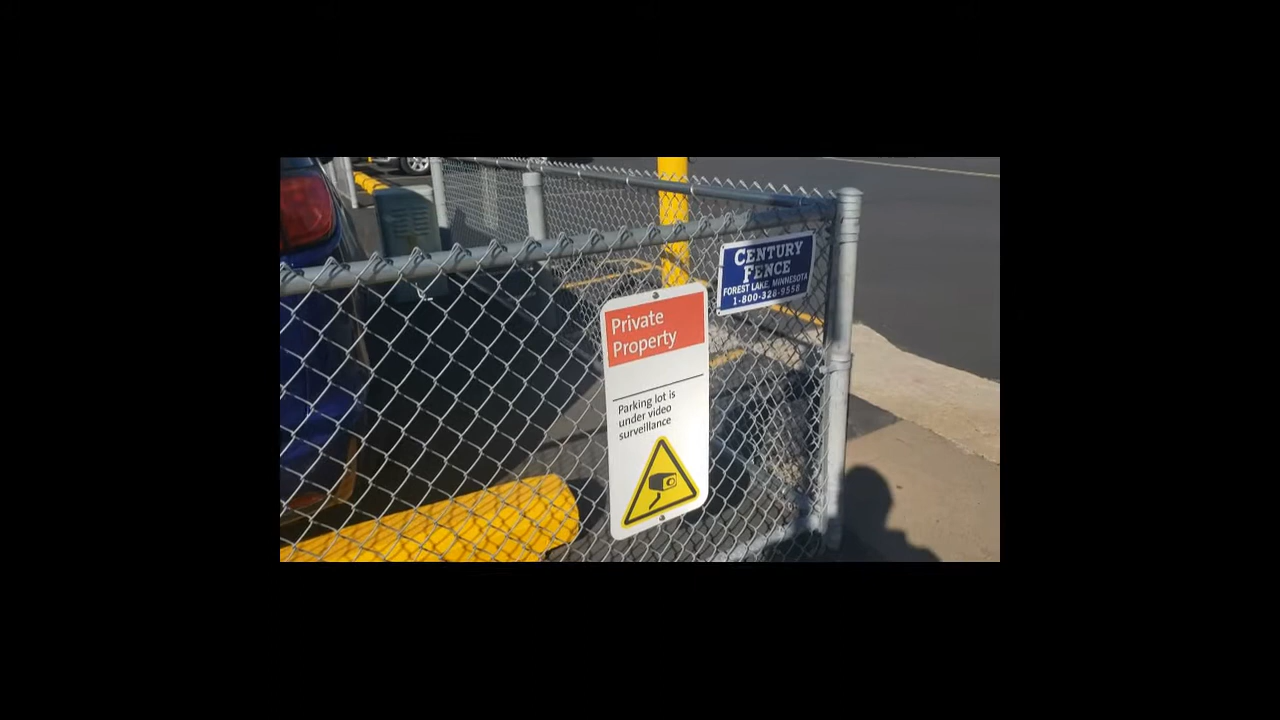 Private
Property
Parking lot is
under video
surveillance
CENTURY
FENCE
FOREST LAKE, MINNESOTA
1-800-328-9558